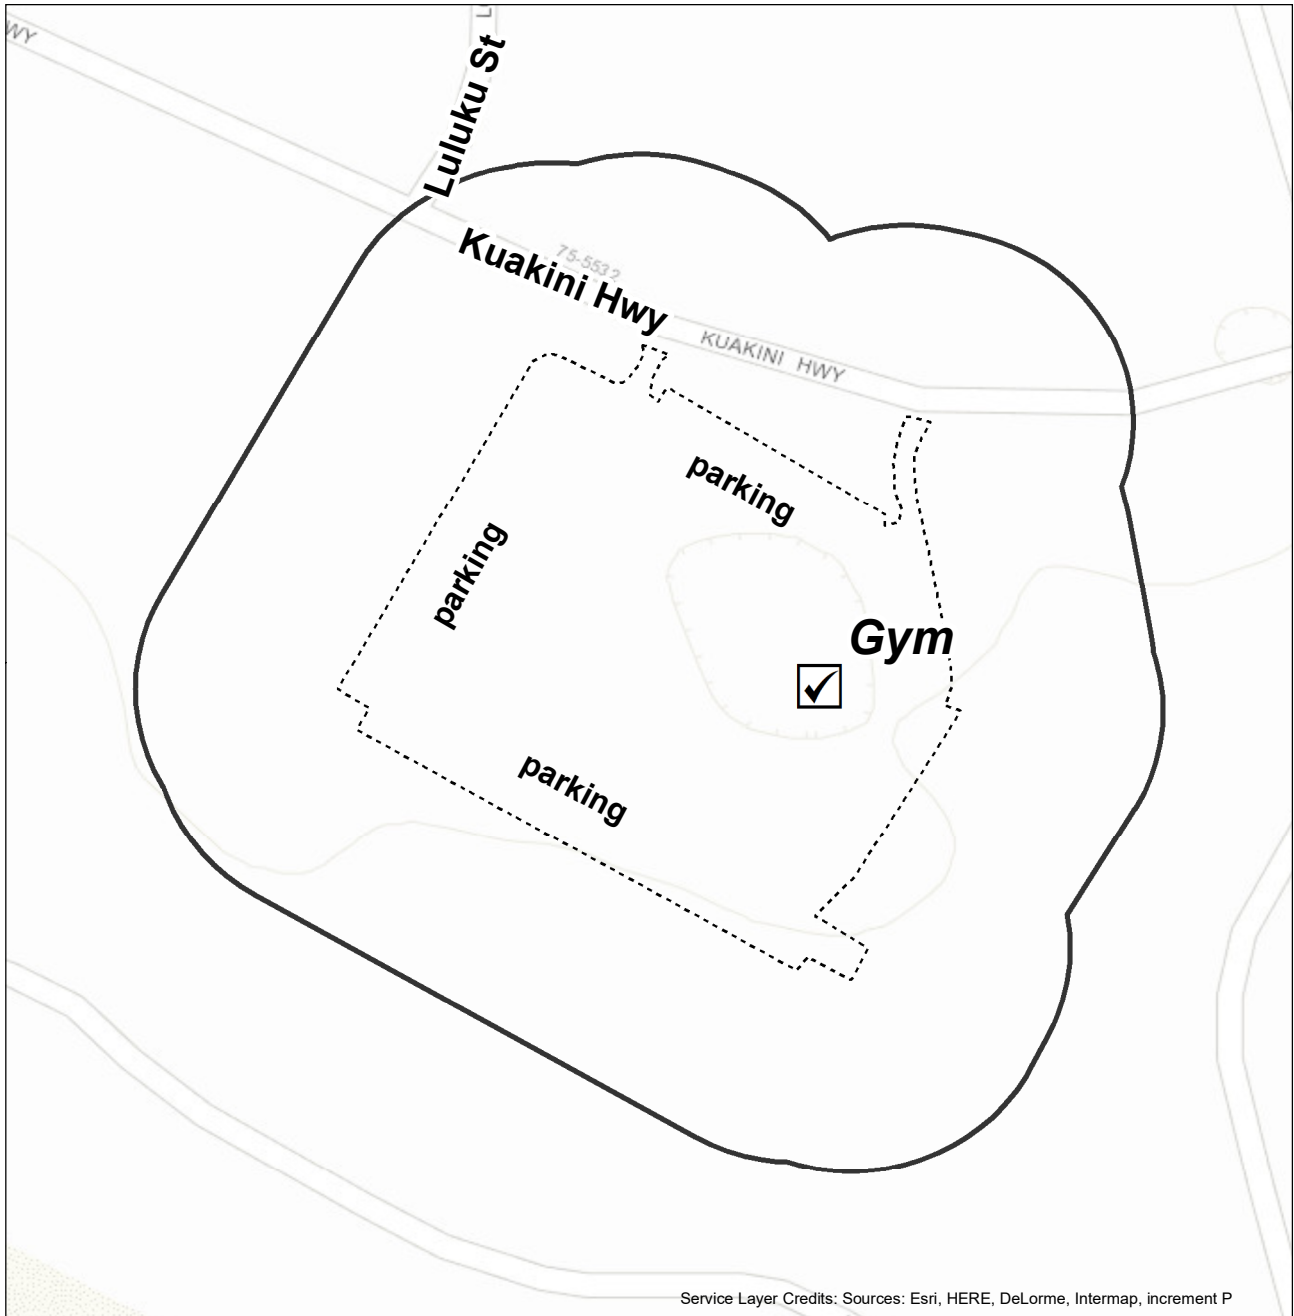 WY
Luluku St
Kuakini Hwy
75-5532
KUAKINI HWY
parking
parking
Gym
parking
Service Layer Credits: Sources: Esri, HERE, DeLorme, Intermap, increment P